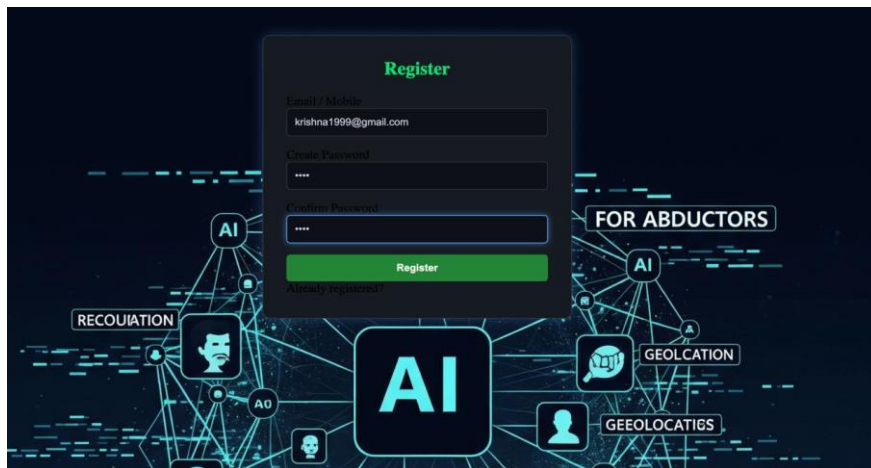 Register
Email / Mobile
krishna1999@gmail.com
Create Password
••••
Confirm Password
••••
Register
Already registered?
FOR ABDUCTORS
AI
AI
RECOUIATION
GEOLCATION
AI
AO
GEEOLOCATIGS